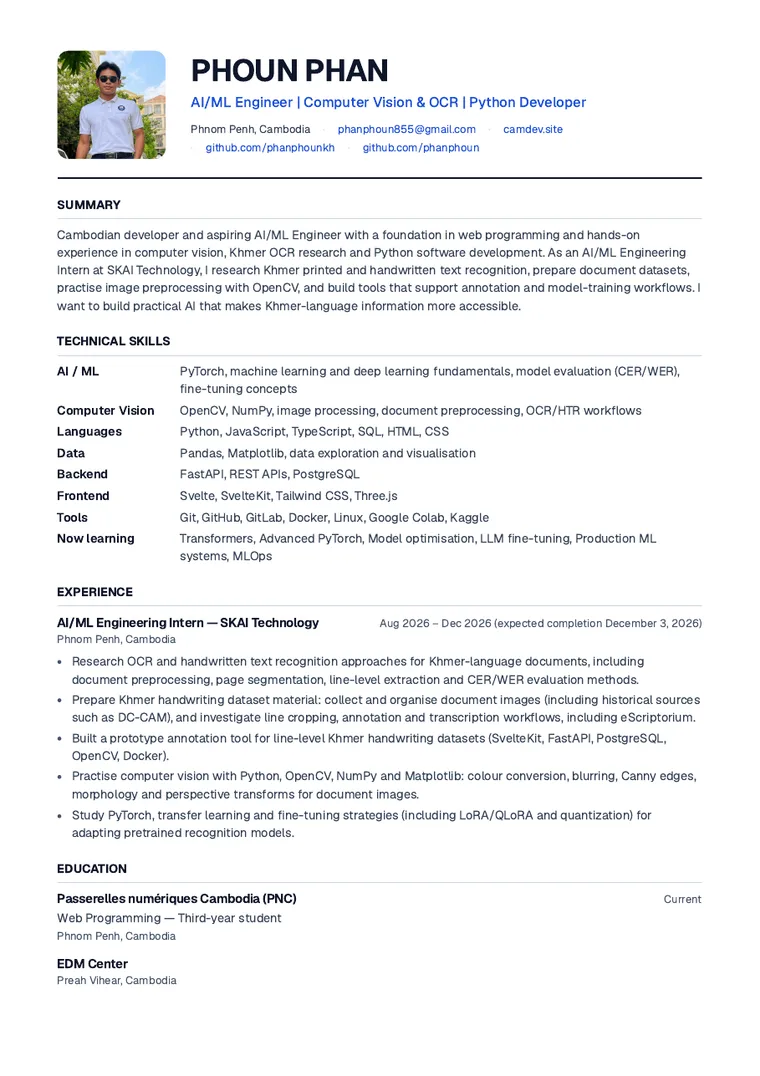 PHOUN PHAN
AI/ML Engineer | Computer Vision & OCR | Python Developer
Phnom Penh, Cambodia · phanphoun855@gmail.com · camdev.site
· github.com/phanphounkh · github.com/phanphoun
SUMMARY
Cambodian developer and aspiring AI/ML Engineer with a foundation in web programming and hands-on
experience in computer vision, Khmer OCR research and Python software development. As an AI/ML Engineering
Intern at SKAI Technology, I research Khmer printed and handwritten text recognition, prepare document datasets,
practise image preprocessing with OpenCV, and build tools that support annotation and model-training workflows. I
want to build practical AI that makes Khmer-language information more accessible.
TECHNICAL SKILLS
AI / ML PyTorch, machine learning and deep learning fundamentals, model evaluation (CER/WER),
fine-tuning concepts
Computer Vision OpenCV, NumPy, image processing, document preprocessing, OCR/HTR workflows
Languages Python, JavaScript, TypeScript, SQL, HTML, CSS
Data Pandas, Matplotlib, data exploration and visualisation
Backend FastAPI, REST APIs, PostgreSQL
Frontend Svelte, SvelteKit, Tailwind CSS, Three.js
Tools Git, GitHub, GitLab, Docker, Linux, Google Colab, Kaggle
Now learning Transformers, Advanced PyTorch, Model optimisation, LLM fine-tuning, Production ML
systems, MLOps
EXPERIENCE
AI/ML Engineering Intern — SKAI Technology Aug 2026 – Dec 2026 (expected completion December 3, 2026)
Phnom Penh, Cambodia
• Research OCR and handwritten text recognition approaches for Khmer-language documents, including
document preprocessing, page segmentation, line-level extraction and CER/WER evaluation methods.
• Prepare Khmer handwriting dataset material: collect and organise document images (including historical sources
such as DC-CAM), and investigate line cropping, annotation and transcription workflows, including eScriptorium.
• Built a prototype annotation tool for line-level Khmer handwriting datasets (SvelteKit, FastAPI, PostgreSQL,
OpenCV, Docker).
• Practise computer vision with Python, OpenCV, NumPy and Matplotlib: colour conversion, blurring, Canny edges,
morphology and perspective transforms for document images.
• Study PyTorch, transfer learning and fine-tuning strategies (including LoRA/QLoRA and quantization) for
adapting pretrained recognition models.
EDUCATION
Passerelles numériques Cambodia (PNC) Current
Web Programming — Third-year student
Phnom Penh, Cambodia
EDM Center
Preah Vihear, Cambodia